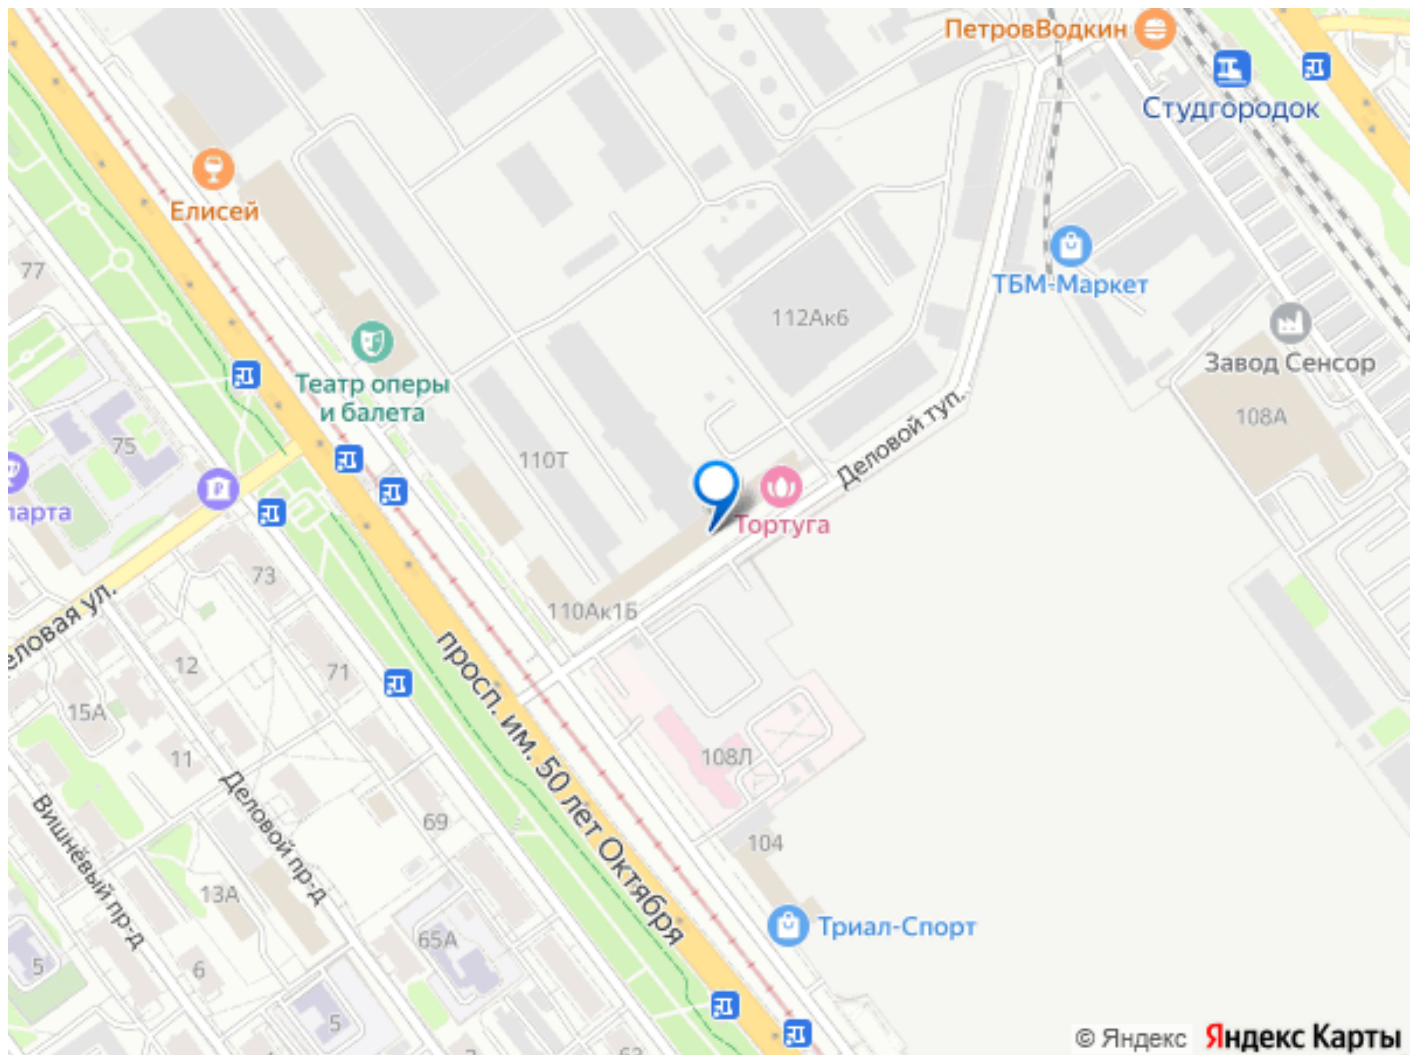 ПетровВодкин
Студгородок
Елисей
77
ТБМ-Маркет
112Ак6
Завод Сенсор
Театр оперы
и балета
108А
75
110Т
Деловой туп.
парта
Тортуга
73
110Ак1Б
еловая ул.
12
71
просп. им. 50 лет Октября
15А
11
108Л
Деловой пр-д
69
104
Вишнёвый пр-д
13А
Триал-Спорт
65А
5
6
5
63
© Яндекс Яндекс Карты